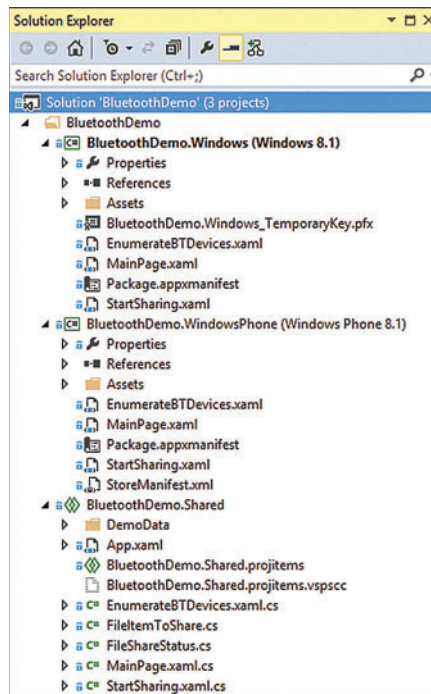 Solution Explorer
Search Solution Explorer (Ctrl+;)
Solution 'BluetoothDemo' (3 projects)
BluetoothDemo
BluetoothDemo.Windows (Windows 8.1)
Properties
References
Assets
BluetoothDemo.Windows_TemporaryKey.pfx
EnumerateBTDevices.xaml
MainPage.xaml
Package.appxmanifest
StartSharing.xaml
BluetoothDemo.WindowsPhone (Windows Phone 8.1)
Properties
References
Assets
EnumerateBTDevices.xaml
MainPage.xaml
Package.appxmanifest
StartSharing.xaml
StoreManifest.xml
BluetoothDemo.Shared
DemoData
App.xaml
BluetoothDemo.Shared.projitems
BluetoothDemo.Shared.projitems.vspscc
C# EnumerateBTDevices.xaml.cs
C# FileItemToShare.cs
C# FileShareStatus.cs
C# MainPage.xaml.cs
C# StartSharing.xaml.cs